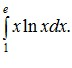 ∫₁ᵉ x ln x dx.